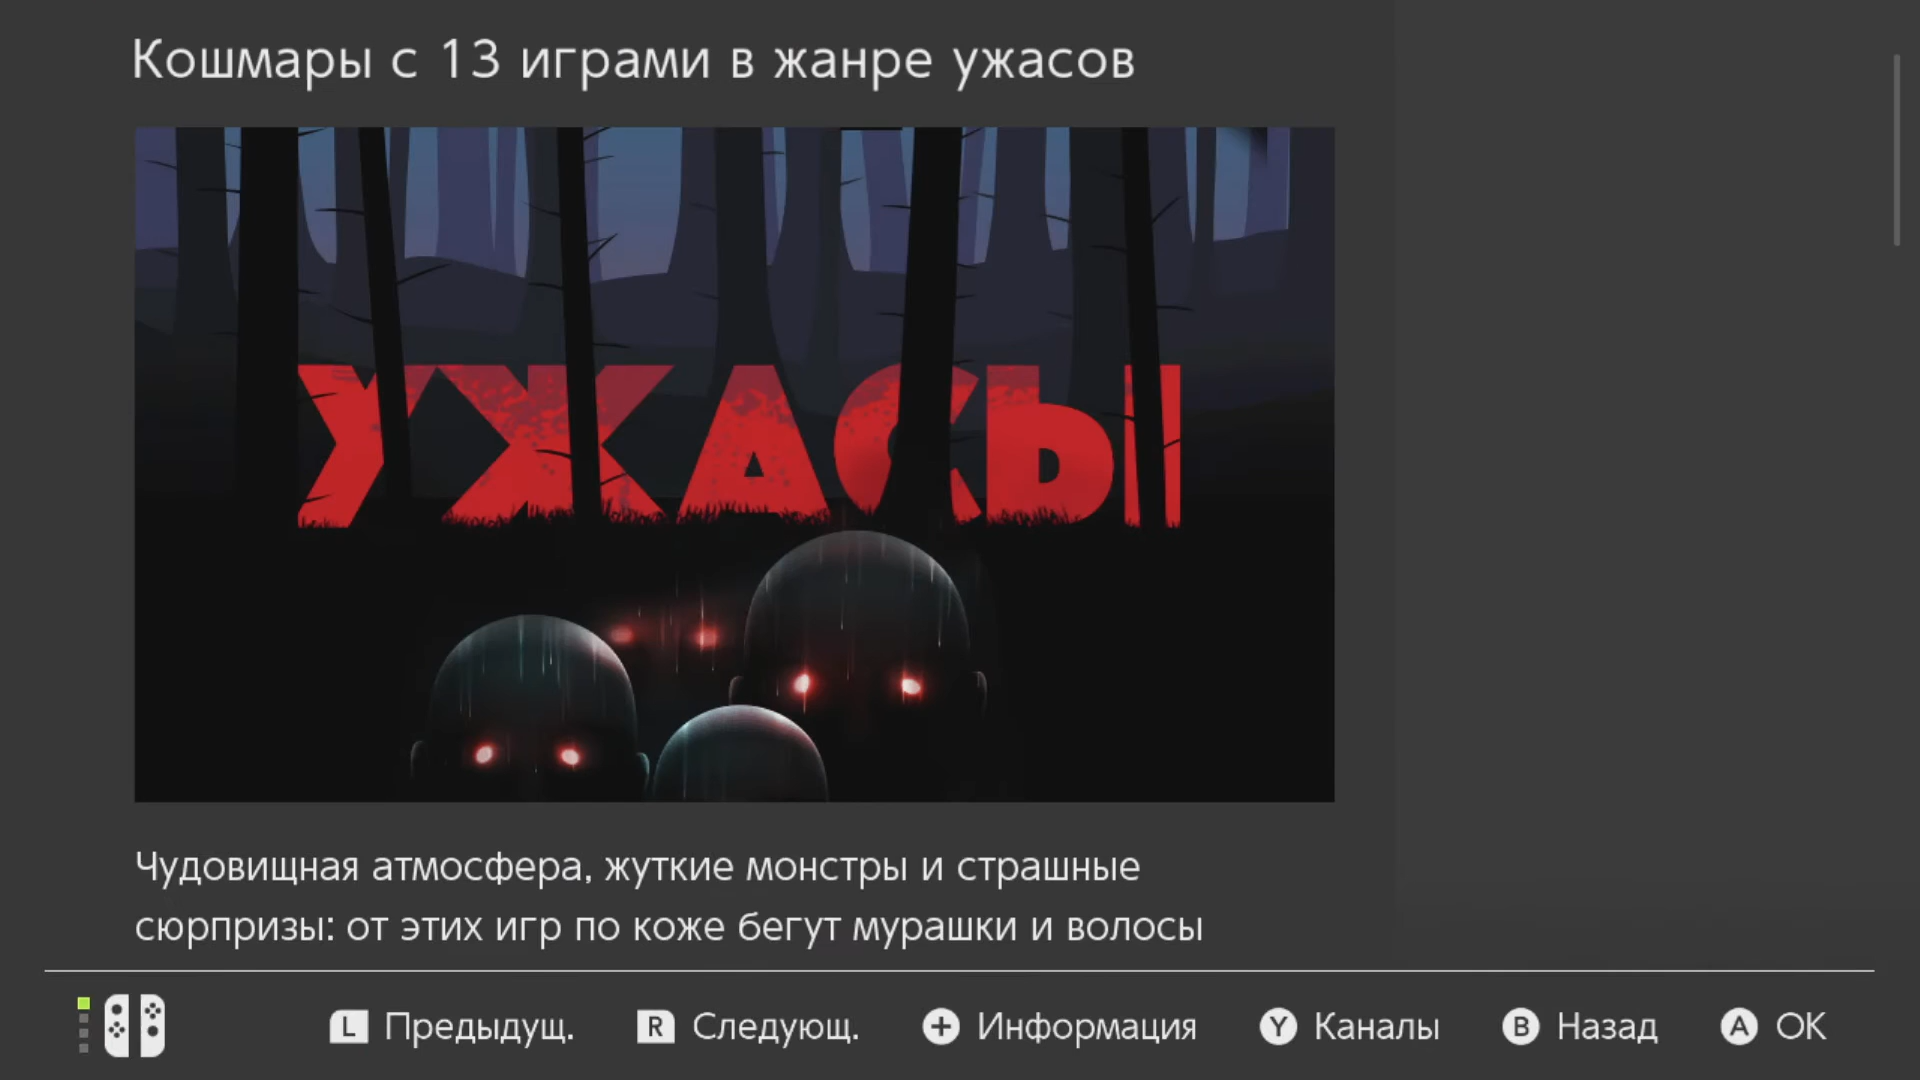 Кошмары с 13 играми в жанре ужасов
УЖАСЫ
Чудовищная атмосфера, жуткие монстры и страшные
сюрпризы: от этих игр по коже бегут мурашки и волосы
L Предыдущ. R Следующ. + Информация Y Каналы B Назад A ОК